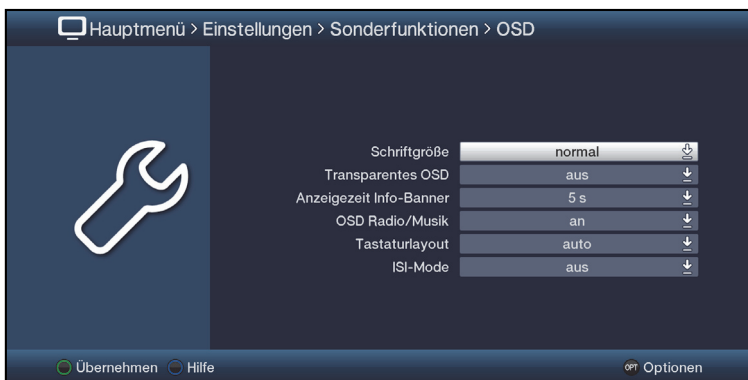 Hauptmenü > Einstellungen > Sonderfunktionen > OSD
Schriftgröße normal
Transparentes OSD aus
Anzeigezeit Info-Banner 5 s
OSD Radio/Musik an
Tastaturlayout auto
ISI-Mode aus
Übernehmen Hilfe OPT Optionen